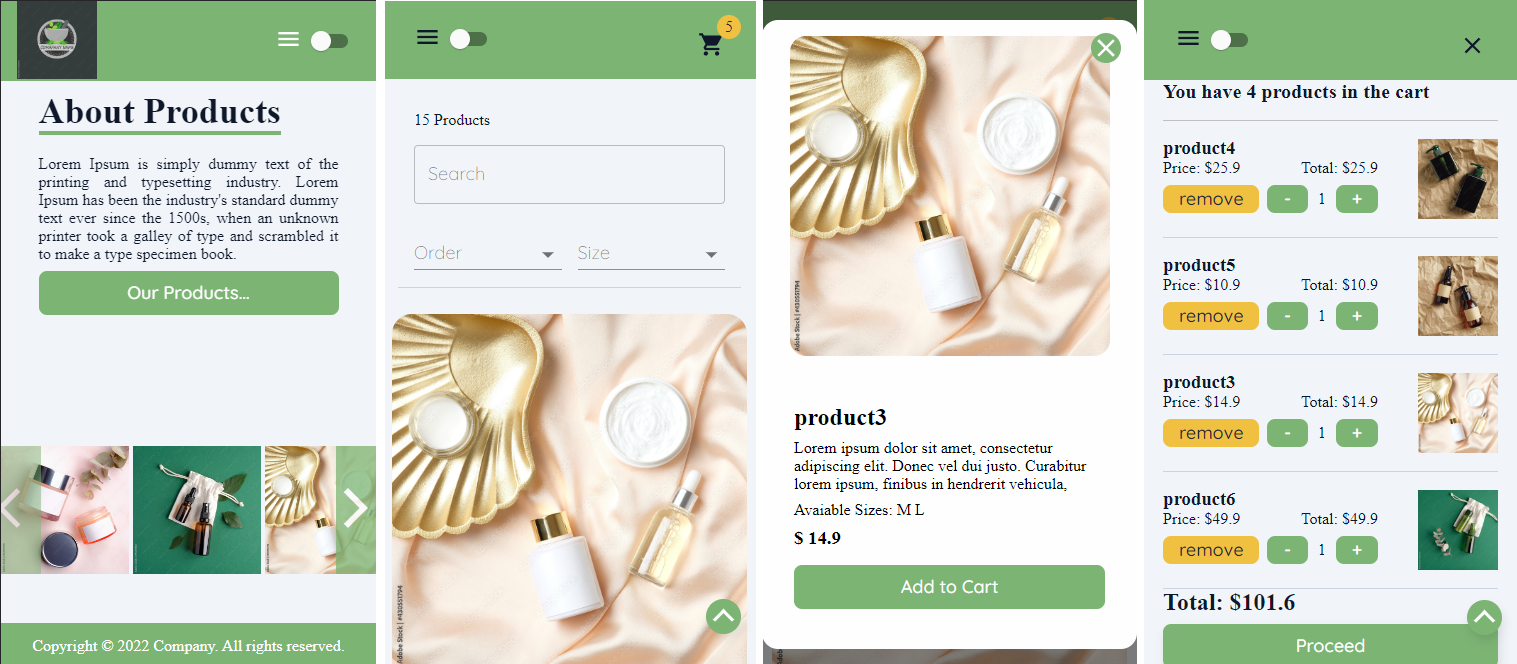 COMPANY NAME
About Products
Lorem Ipsum is simply dummy text of the
printing and typesetting industry. Lorem
Ipsum has been the industry's standard dummy
text ever since the 1500s, when an unknown
printer took a galley of type and scrambled it
to make a type specimen book.
Our Products...
Copyright © 2022 Company. All rights reserved.
5
15 Products
Search
Order
Size
Adobe Stock | #430551794
Adobe Stock | #430551794
product3
Lorem ipsum dolor sit amet, consectetur
adipiscing elit. Donec vel dui justo. Curabitur
lorem ipsum, finibus in hendrerit vehicula,
Avaiable Sizes: M L
$ 14.9
Add to Cart
You have 4 products in the cart
product4
Price: $25.9 Total: $25.9
remove - 1 +
product5
Price: $10.9 Total: $10.9
remove - 1 +
product3
Price: $14.9 Total: $14.9
remove - 1 +
product6
Price: $49.9 Total: $49.9
remove - 1 +
Total: $101.6
Proceed